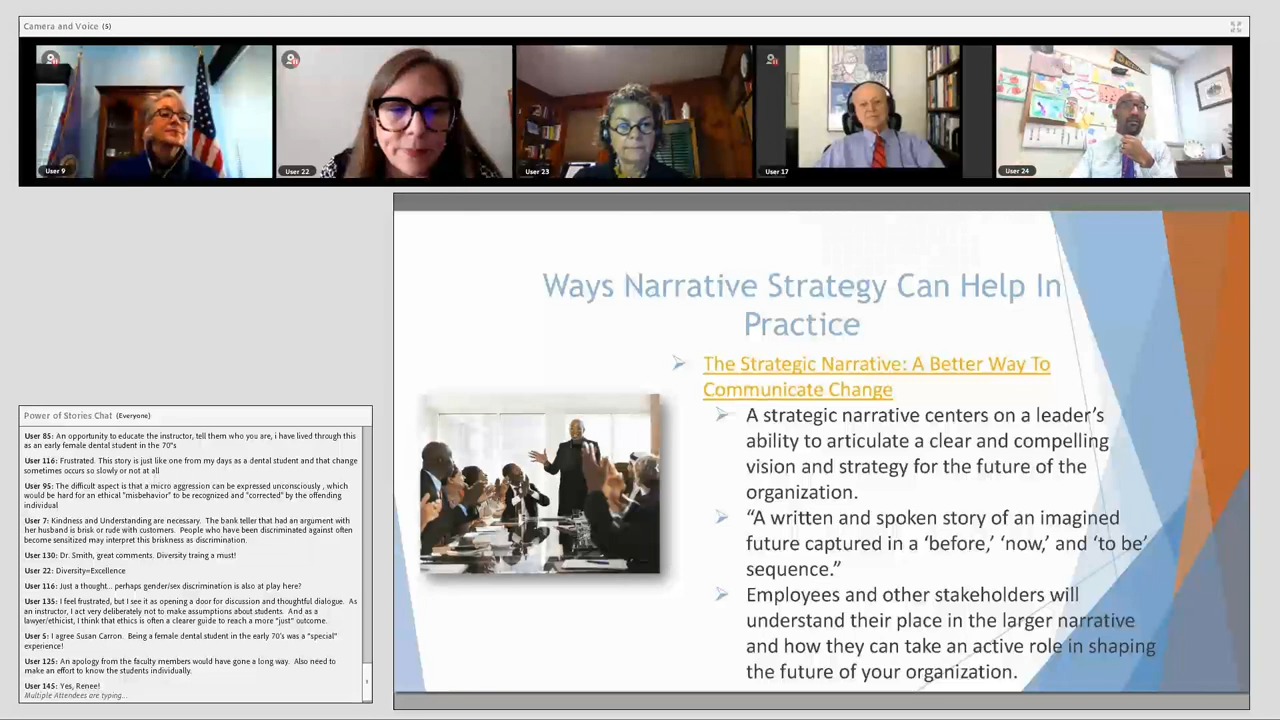 Camera and Voice (5)
User 9
User 22
User 23
User 17
User 24
Ways Narrative Strategy Can Help In
Practice
The Strategic Narrative: A Better Way To
Communicate Change
A strategic narrative centers on a leader’s
ability to articulate a clear and compelling
vision and strategy for the future of the
organization.
“A written and spoken story of an imagined
future captured in a ‘before,’ ‘now,’ and ‘to be’
sequence.”
Employees and other stakeholders will
understand their place in the larger narrative
and how they can take an active role in shaping
the future of your organization.
Power of Stories Chat (Everyone)
User 85: An opportunity to educate the instructor, tell them who you are, i have lived through this
as an early female dental student in the 70"s
User 116: Frustrated. This story is just like one from my days as a dental student and that change
sometimes occurs so slowly or not at all
User 95: The difficult aspect is that a micro aggression can be expressed unconsciously , which
would be hard for an ethical "misbehavior" to be recognized and "corrected" by the offending
individual
User 7: Kindness and Understanding are necessary. The bank teller that had an argument with
her husband is brisk or rude with customers. People who have been discriminated against often
become sensitized may interpret this briskness as discrimination.
User 130: Dr. Smith, great comments. Diversity traing a must!
User 22: Diversity=Excellence
User 116: Just a thought... perhaps gender/sex discrimination is also at play here?
User 135: I feel frustrated, but I see it as opening a door for discussion and thoughtful dialogue. As
an instructor, I act very deliberately not to make assumptions about students. And as a
lawyer/ethicist, I think that ethics is often a clearer guide to reach a more "just" outcome.
User 5: I agree Susan Carron. Being a female dental student in the early 70's was a "special"
experience!
User 125: An apology from the faculty members would have gone a long way. Also need to
make an effort to know the students individually.
User 145: Yes, Renee!
Multiple Attendees are typing...